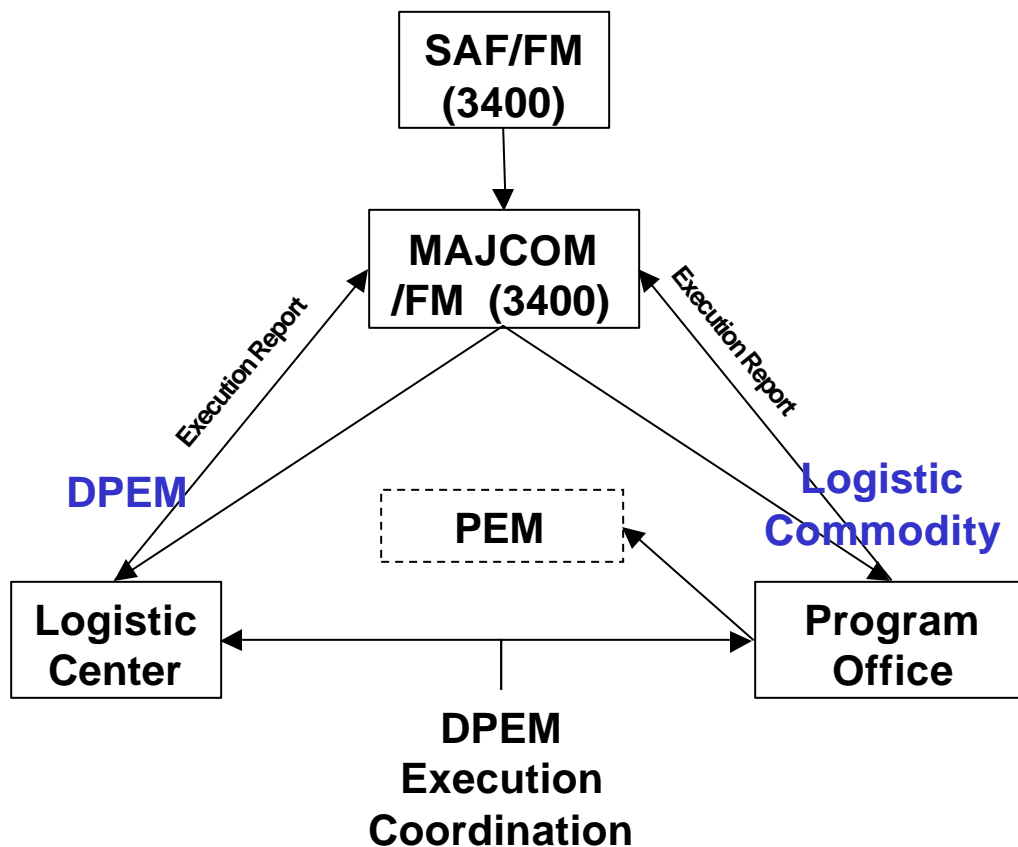 SAF/FM
(3400)
MAJCOM
/FM (3400)
Execution Report
Execution Report
DPEM
Logistic
Commodity
PEM
Logistic
Center
Program
Office
DPEM
Execution
Coordination